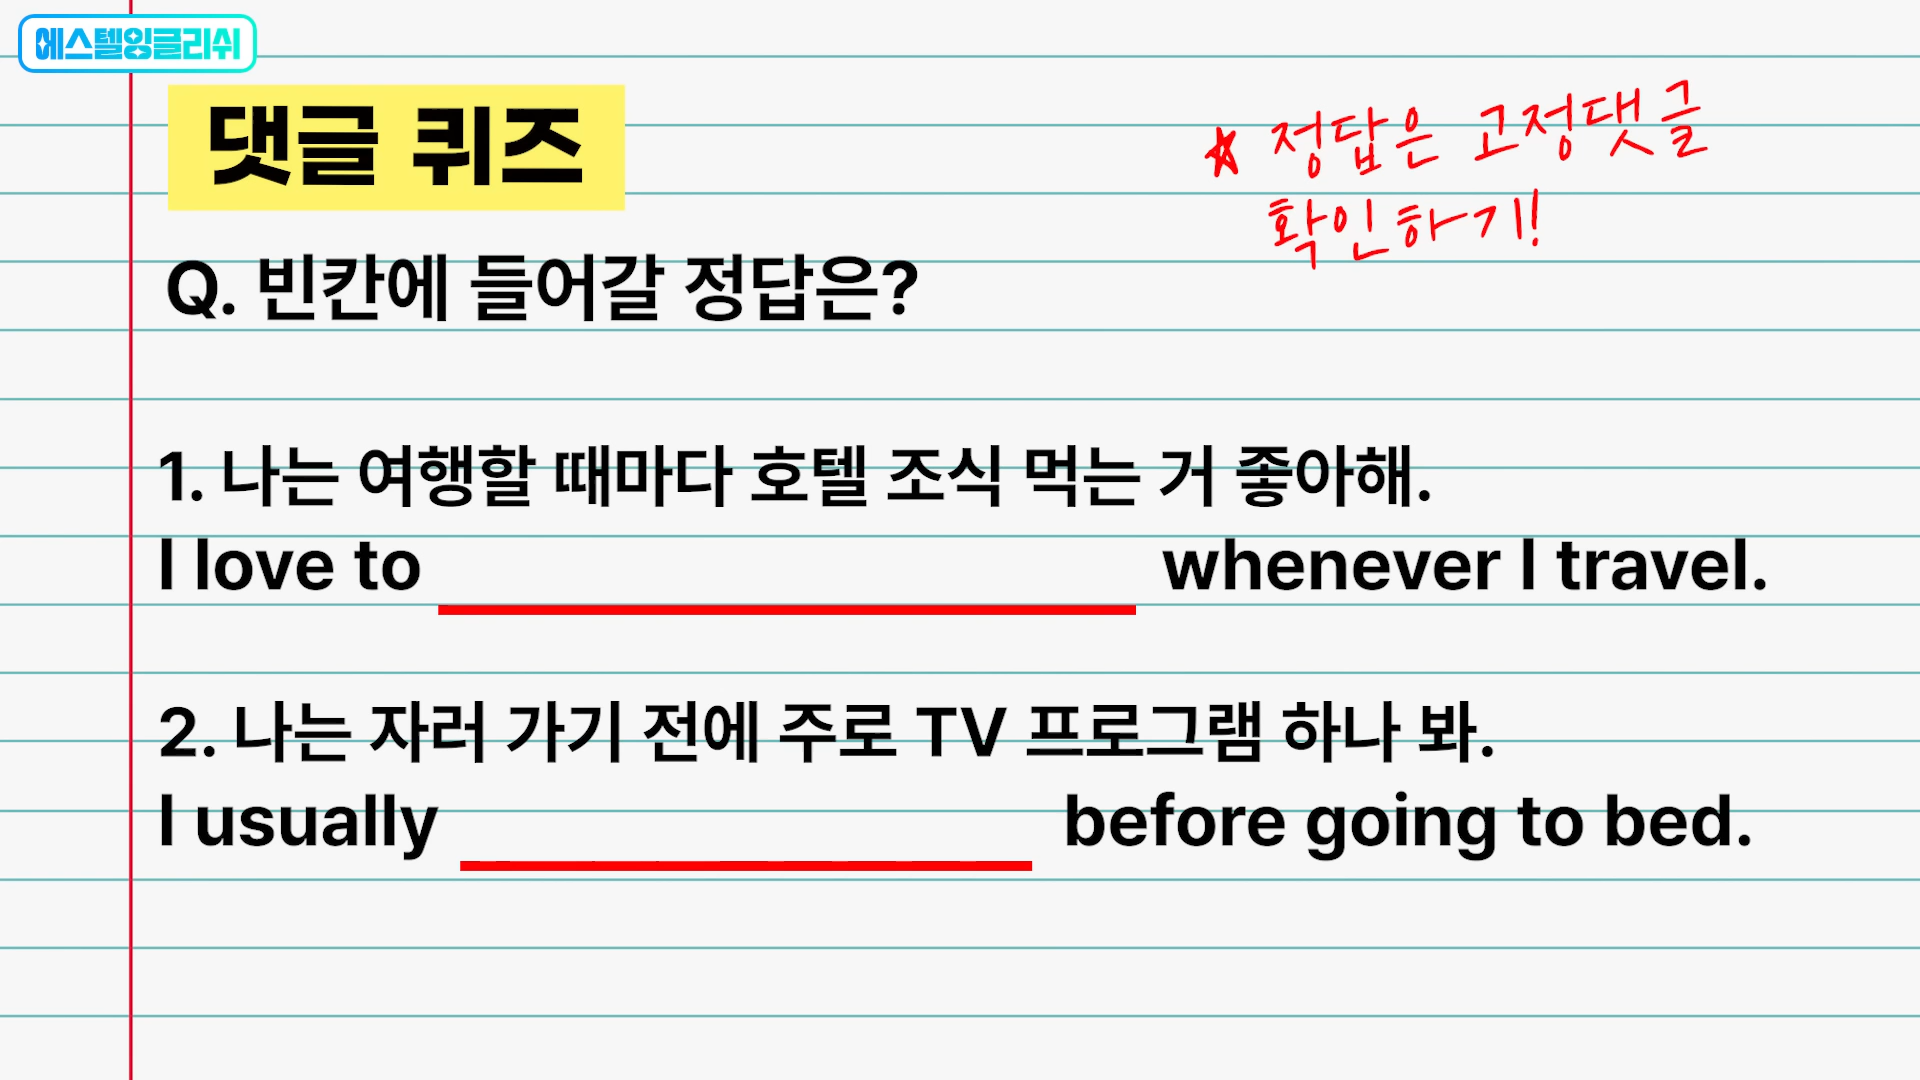 에스텔잉글리쉬
댓글 퀴즈
★ 정답은 고정댓글
확인하기!
Q. 빈칸에 들어갈 정답은?
1. 나는 여행할 때마다 호텔 조식 먹는 거 좋아해.
I love to whenever I travel.
2. 나는 자러 가기 전에 주로 TV 프로그램 하나 봐.
I usually before going to bed.